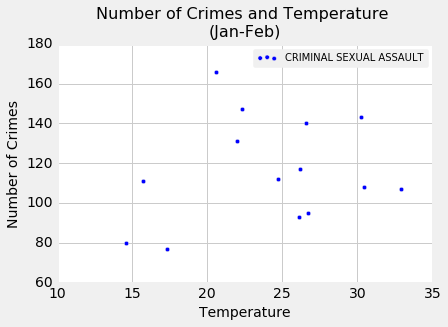 Number of Crimes and Temperature
(Jan-Feb)
180
160
140
120
100
80
60
Number of Crimes
CRIMINAL SEXUAL ASSAULT
10 15 20 25 30 35
Temperature